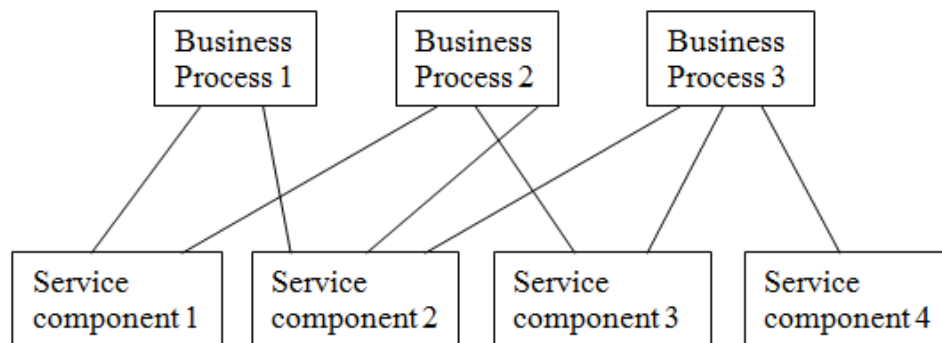 Business
Process 1
Business
Process 2
Business
Process 3
Service
component 1
Service
component 2
Service
component 3
Service
component 4